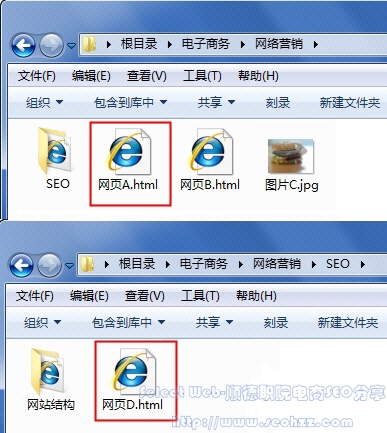 根目录 电子商务 网络营销
文件(F) 编辑(E) 查看(V) 工具(T) 帮助(H)
组织 包含到库中 共享 刻录 新建文件夹
SEO 网页A.html 网页B.html 图片C.jpg
根目录 电子商务 网络营销 SEO
文件(F) 编辑(E) 查看(V) 工具(T) 帮助(H)
组织 包含到库中 共享 刻录 新建文件夹
网站结构 网页D.html
Select Web-顺德职院电商SEO分享
http://www.seohzz.com